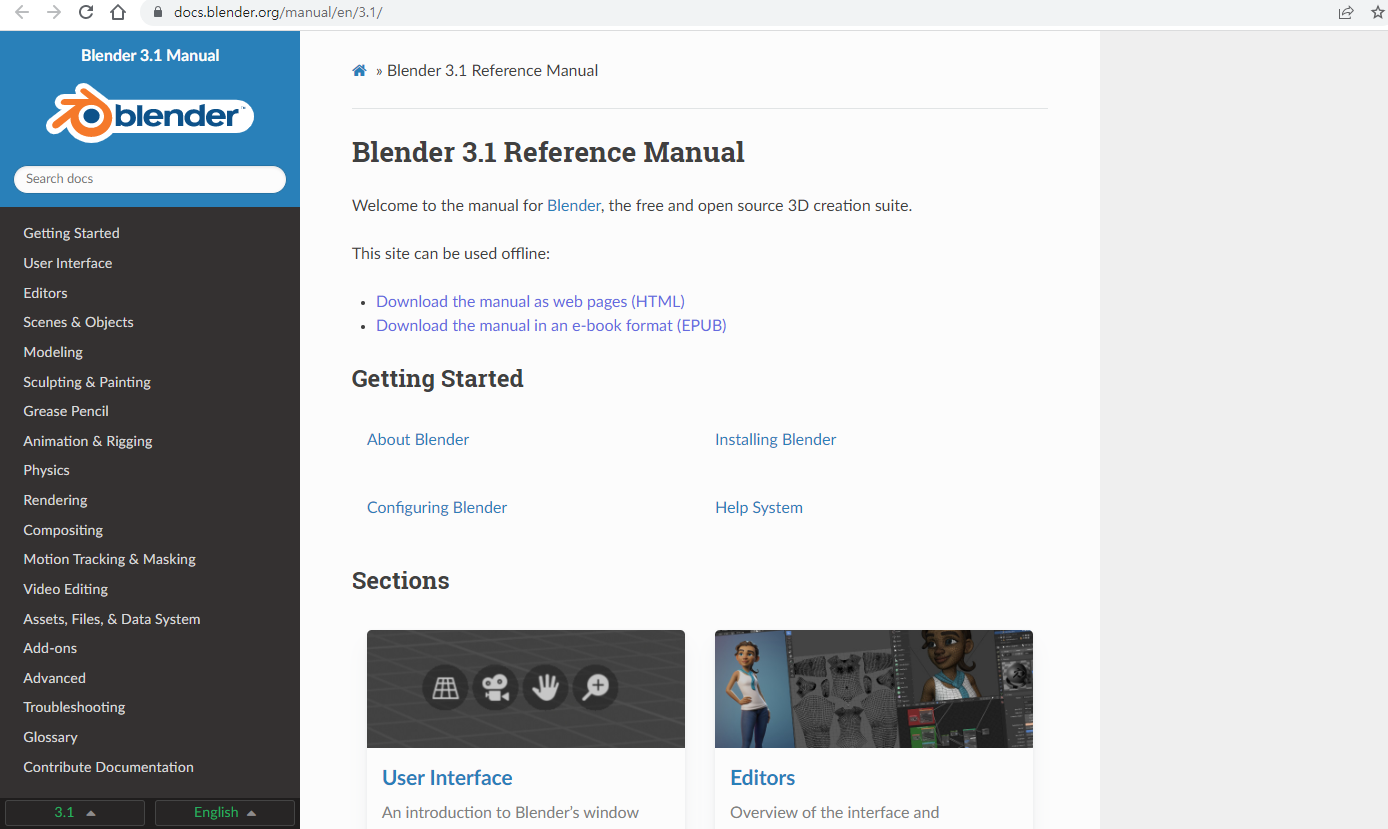 docs.blender.org/manual/en/3.1/
Blender 3.1 Manual
blender™
Search docs
Getting Started
User Interface
Editors
Scenes & Objects
Modeling
Sculpting & Painting
Grease Pencil
Animation & Rigging
Physics
Rendering
Compositing
Motion Tracking & Masking
Video Editing
Assets, Files, & Data System
Add-ons
Advanced
Troubleshooting
Glossary
Contribute Documentation
3.1
English
» Blender 3.1 Reference Manual
Blender 3.1 Reference Manual
Welcome to the manual for Blender, the free and open source 3D creation suite.
This site can be used offline:
• Download the manual as web pages (HTML)
• Download the manual in an e-book format (EPUB)
Getting Started
About Blender
Installing Blender
Configuring Blender
Help System
Sections
User Interface
An introduction to Blender's window
Editors
Overview of the interface and